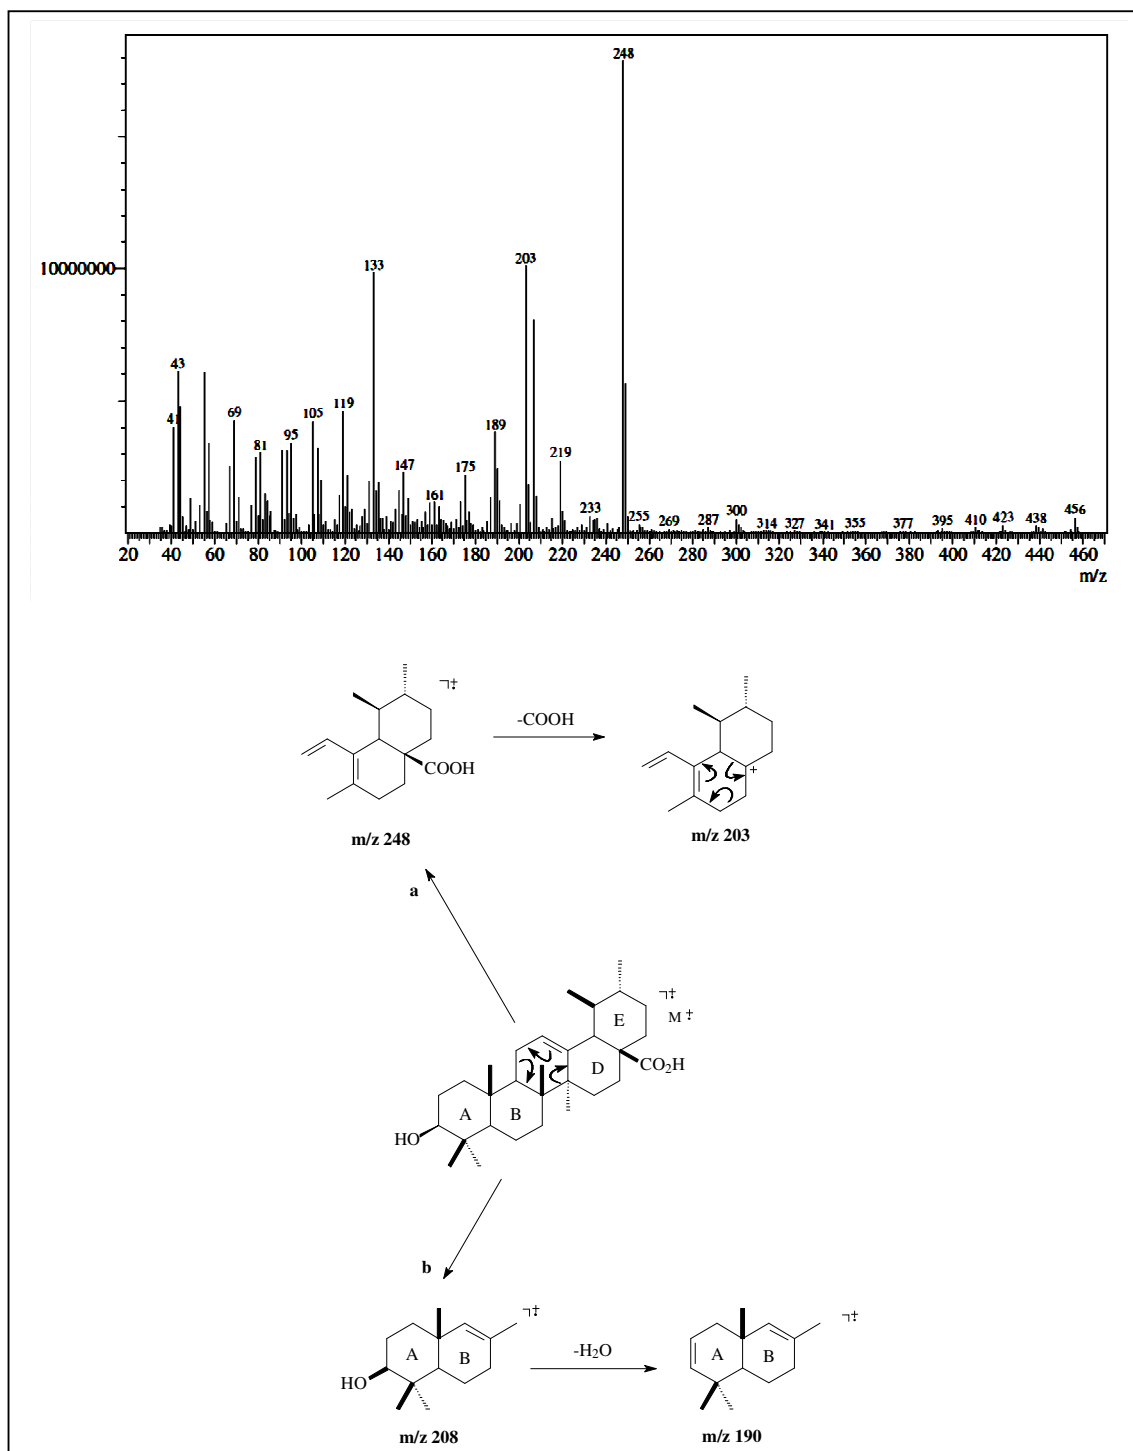 248
10000000
133
203
43
41
69
81
95
105
119
147
161
175
189
219
233
255
269
287
300
314
327
341
355
377
395
410
423
438
456
20 40 60 80 100 120 140 160 180 200 220 240 260 280 300 320 340 360 380 400 420 440 460
m/z
COOH
-COOH
+
m/z 248
m/z 203
a
M
E
D
CO₂H
A
B
HO
b
A
B
HO
-H₂O
A
B
m/z 208
m/z 190